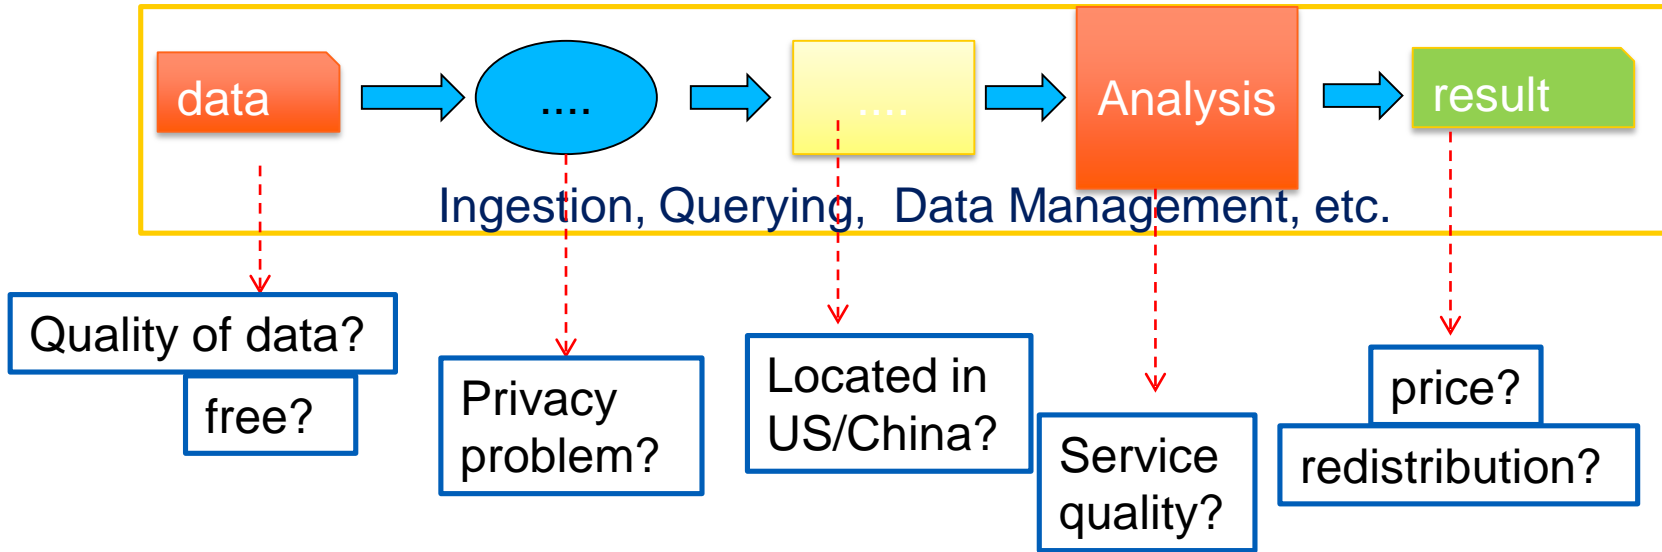 data
....
....
Analysis
result
Ingestion, Querying,  Data Management, etc.
Quality of data?
free?
Privacy
problem?
Located in
US/China?
Service
quality?
price?
redistribution?